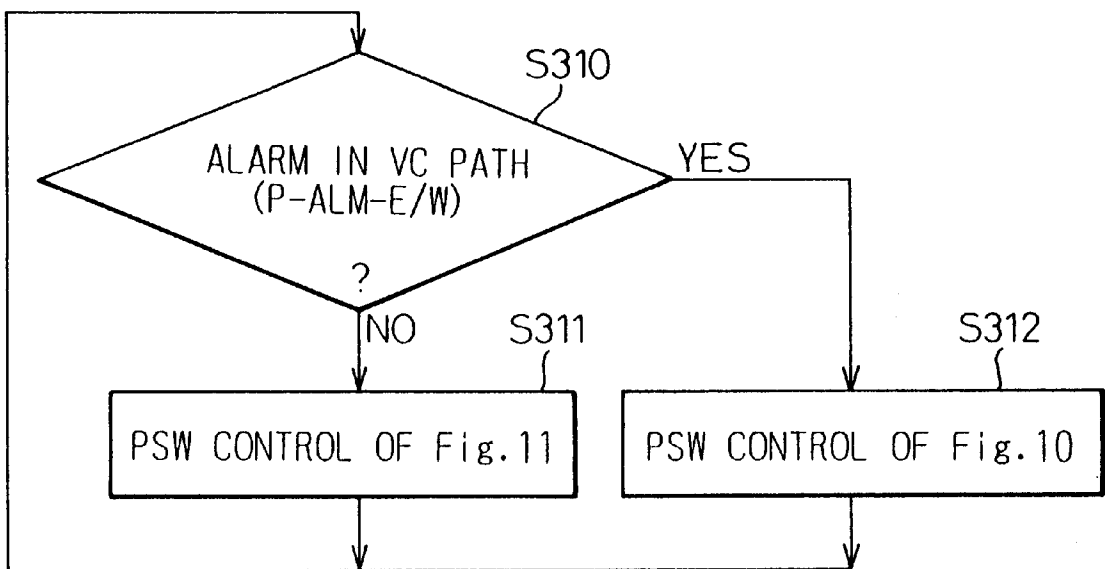 S310
ALARM IN VC PATH
(P-ALM-E/W)
?
YES
NO
S311
S312
PSW CONTROL OF Fig.11
PSW CONTROL OF Fig.10